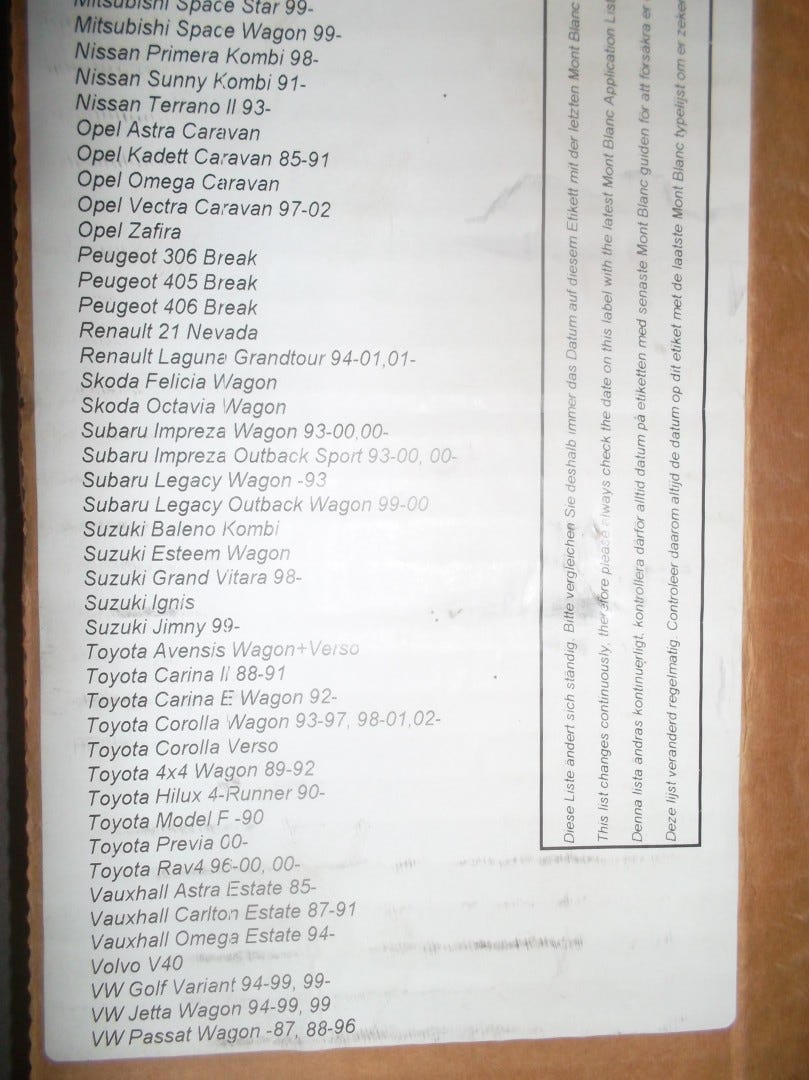 Mitsubishi Space Star 99-
Mitsubishi Space Wagon 99-
Nissan Primera Kombi 98-
Nissan Sunny Kombi 91-
Nissan Terrano II 93-
Opel Astra Caravan
Opel Kadett Caravan 85-91
Opel Omega Caravan
Opel Vectra Caravan 97-02
Opel Zafira
Peugeot 306 Break
Peugeot 405 Break
Peugeot 406 Break
Renault 21 Nevada
Renault Laguna Grandtour 94-01,01-
Skoda Felicia Wagon
Skoda Octavia Wagon
Subaru Impreza Wagon 93-00,00-
Subaru Impreza Outback Sport 93-00, 00-
Subaru Legacy Wagon -93
Subaru Legacy Outback Wagon 99-00
Suzuki Baleno Kombi
Suzuki Esteem Wagon
Suzuki Grand Vitara 98-
Suzuki Ignis
Suzuki Jimny 99-
Toyota Avensis Wagon+Verso
Toyota Carina II 88-91
Toyota Carina E Wagon 92-
Toyota Corolla Wagon 93-97, 98-01,02-
Toyota Corolla Verso
Toyota 4x4 Wagon 89-92
Toyota Hilux 4-Runner 90-
Toyota Model F -90
Toyota Previa 00-
Toyota Rav4 96-00, 00-
Vauxhall Astra Estate 85-
Vauxhall Carlton Estate 87-91
Vauxhall Omega Estate 94-
Volvo V40
VW Golf Variant 94-99, 99-
VW Jetta Wagon 94-99, 99
VW Passat Wagon -87, 88-96
Diese Liste ändert sich ständig. Bitte vergleichen Sie deshalb immer das Datum auf diesem Etikett mit der letzten Mont Blanc
This list changes continuously, therefore please always check the date on this label with the latest Mont Blanc Application List
Denna lista ändras kontinuerligt, kontrollera därför alltid datum på etiketten med senaste Mont Blanc guiden för att försäkra er
Deze lijst veranderd regelmatig. Controleer daarom altijd de datum op dit etiket met de laatste Mont Blanc typelijst om er zeker